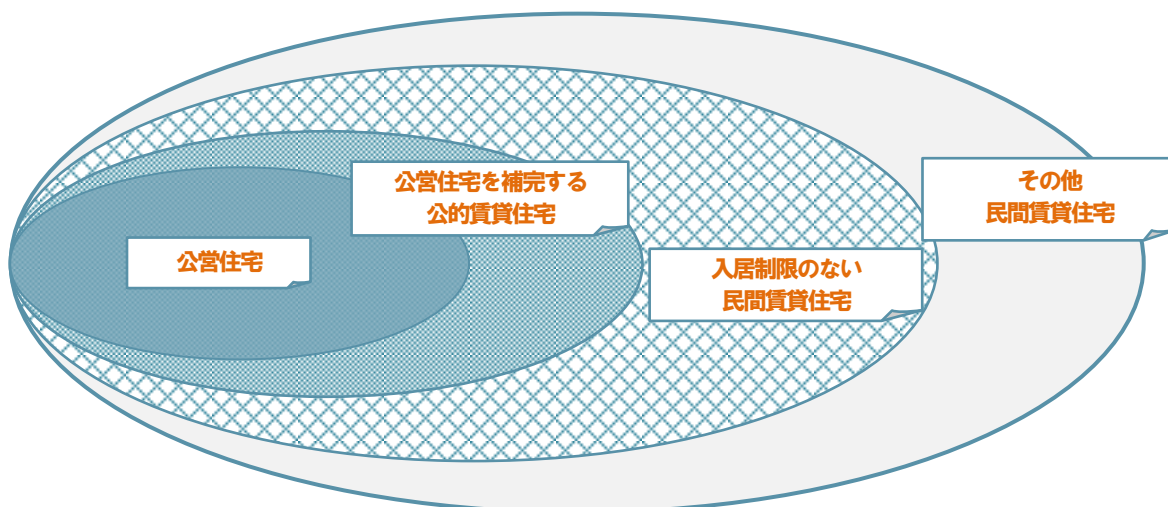 公営住宅
公営住宅を補完する
公的賃貸住宅
入居制限のない
民間賃貸住宅
その他
民間賃貸住宅